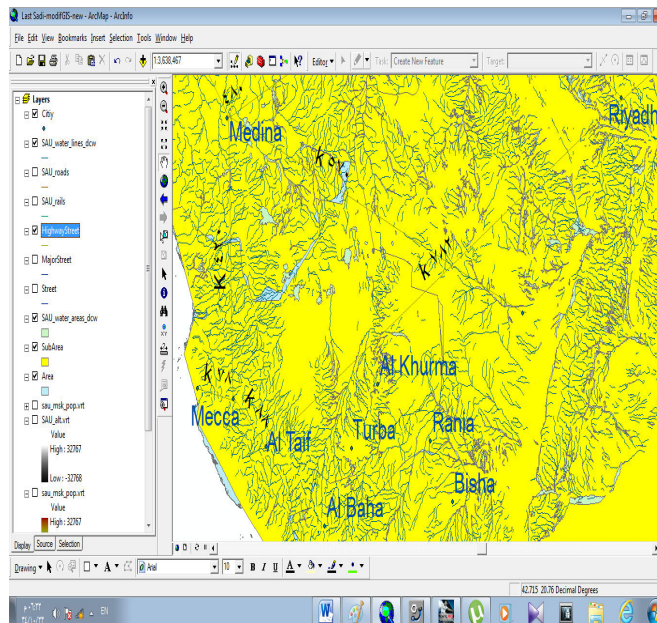 Last Sadi-modifGIS-new - ArcMap - ArcInfo
File Edit View Bookmarks Insert Selection Tools Window Help
1:3,638,467 Editor Task: Create New Feature Target:
Layers
Citiy
SAU_water_lines_dcw
SAU_roads
SAU_rails
HighwayStreet
MajorStreet
Street
SAU_water_areas_dcw
SubArea
Area
sau_msk_pop.vrt
SAU_alt.vrt
Value
High : 32767
Low : -32768
sau_msk_pop.vrt
Value
High : 32767
Display Source Selection
Medina
Riyadh
Al Khurma
Mecca
Al Taif
Turba
Rania
Bisha
Al Baha
Drawing A Arial 10 B I U A
42.715 20.76 Decimal Degrees
EN